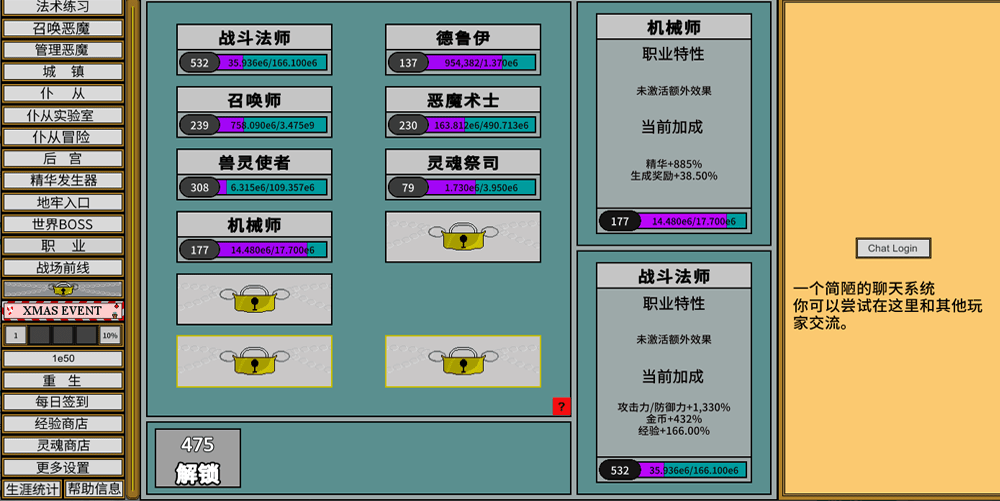 法术练习
召唤恶魔
管理恶魔
城 镇
仆 从
仆从实验室
仆从冒险
后 宫
精华发生器
地牢入口
世界BOSS
职 业
战场前线
XMAS EVENT
1
10%
1e50
重 生
每日签到
经验商店
灵魂商店
更多设置
生涯统计
帮助信息
战斗法师
532 35.936e6/166.100e6
德鲁伊
137 954,382/1.370e6
召唤师
239 758.090e6/3.475e9
恶魔术士
230 163.812e6/490.713e6
兽灵使者
308 6.315e6/109.357e6
灵魂祭司
79 1.730e6/3.950e6
机械师
177 14.480e6/17.700e6
?
475
解锁
机械师
职业特性
未激活额外效果
当前加成
精华+885%
生成奖励+38.50%
177 14.480e6/17.700e6
战斗法师
职业特性
未激活额外效果
当前加成
攻击力/防御力+1,330%
金币+432%
经验+166.00%
532 35.936e6/166.100e6
Chat Login
一个简陋的聊天系统
你可以尝试在这里和其他玩
家交流。